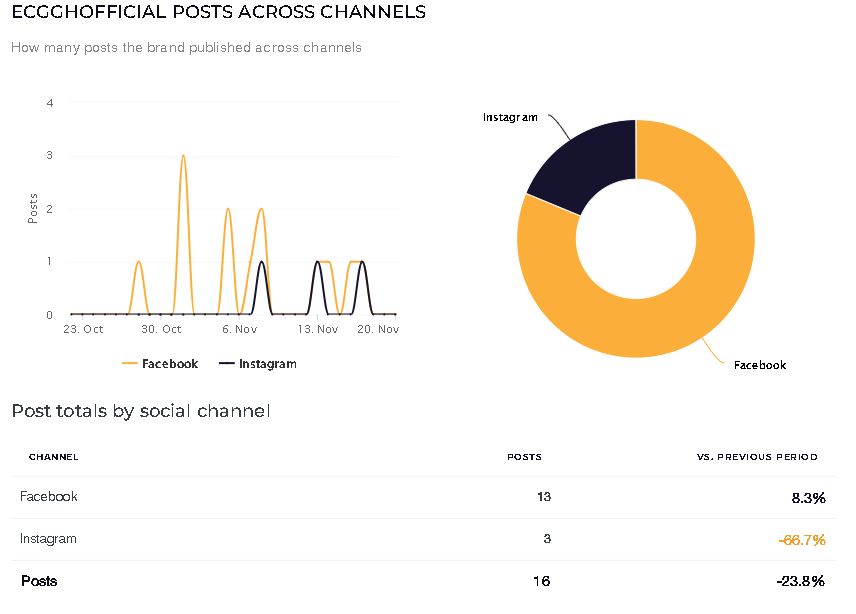 ECGGHOFFICIAL POSTS ACROSS CHANNELS
How many posts the brand published across channels
4
3
2
1
0
Posts
23. Oct 30. Oct 6. Nov 13. Nov 20. Nov
Facebook Instagram
Instagram
Facebook
Post totals by social channel
CHANNEL POSTS VS. PREVIOUS PERIOD
Facebook 13 8.3%
Instagram 3 -66.7%
Posts 16 -23.8%